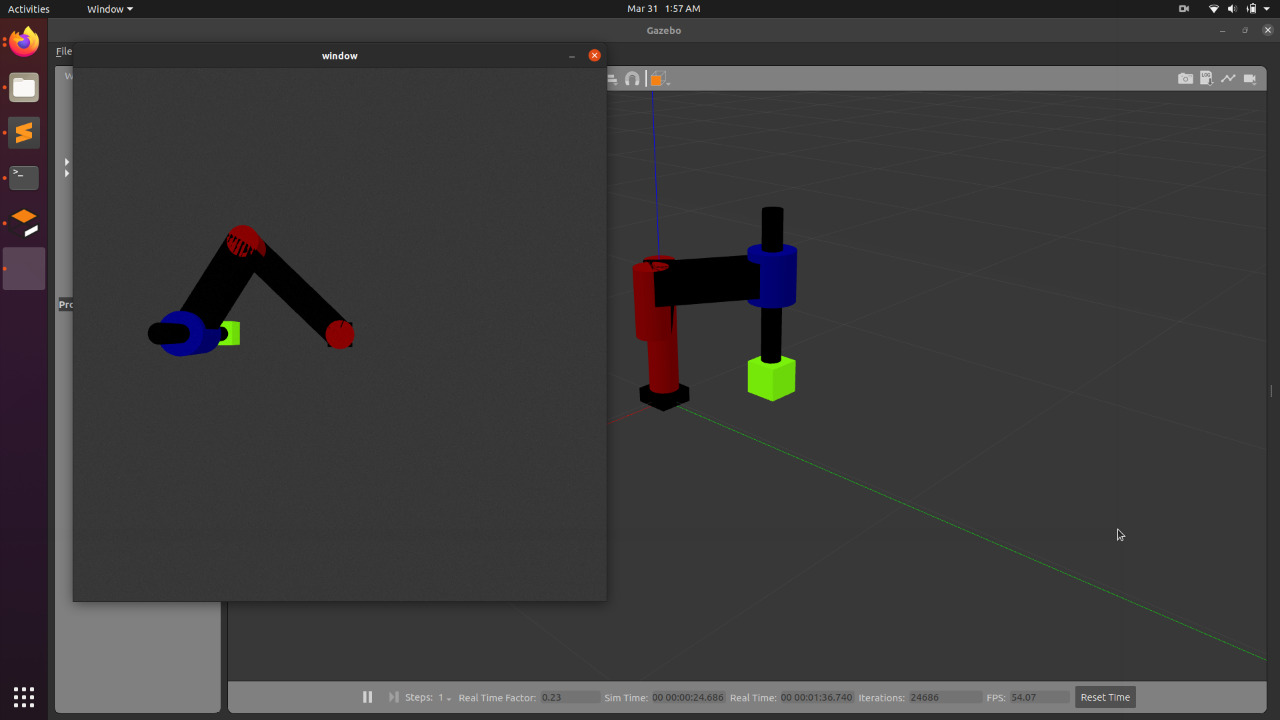 Activities
Window
Mar 31 1:57 AM
Gazebo
File
window
W
Pro
Steps: 1
Real Time Factor: 0.23
Sim Time: 00 00:00:24.686
Real Time: 00 00:01:36.740
Iterations: 24686
FPS: 54.07
Reset Time